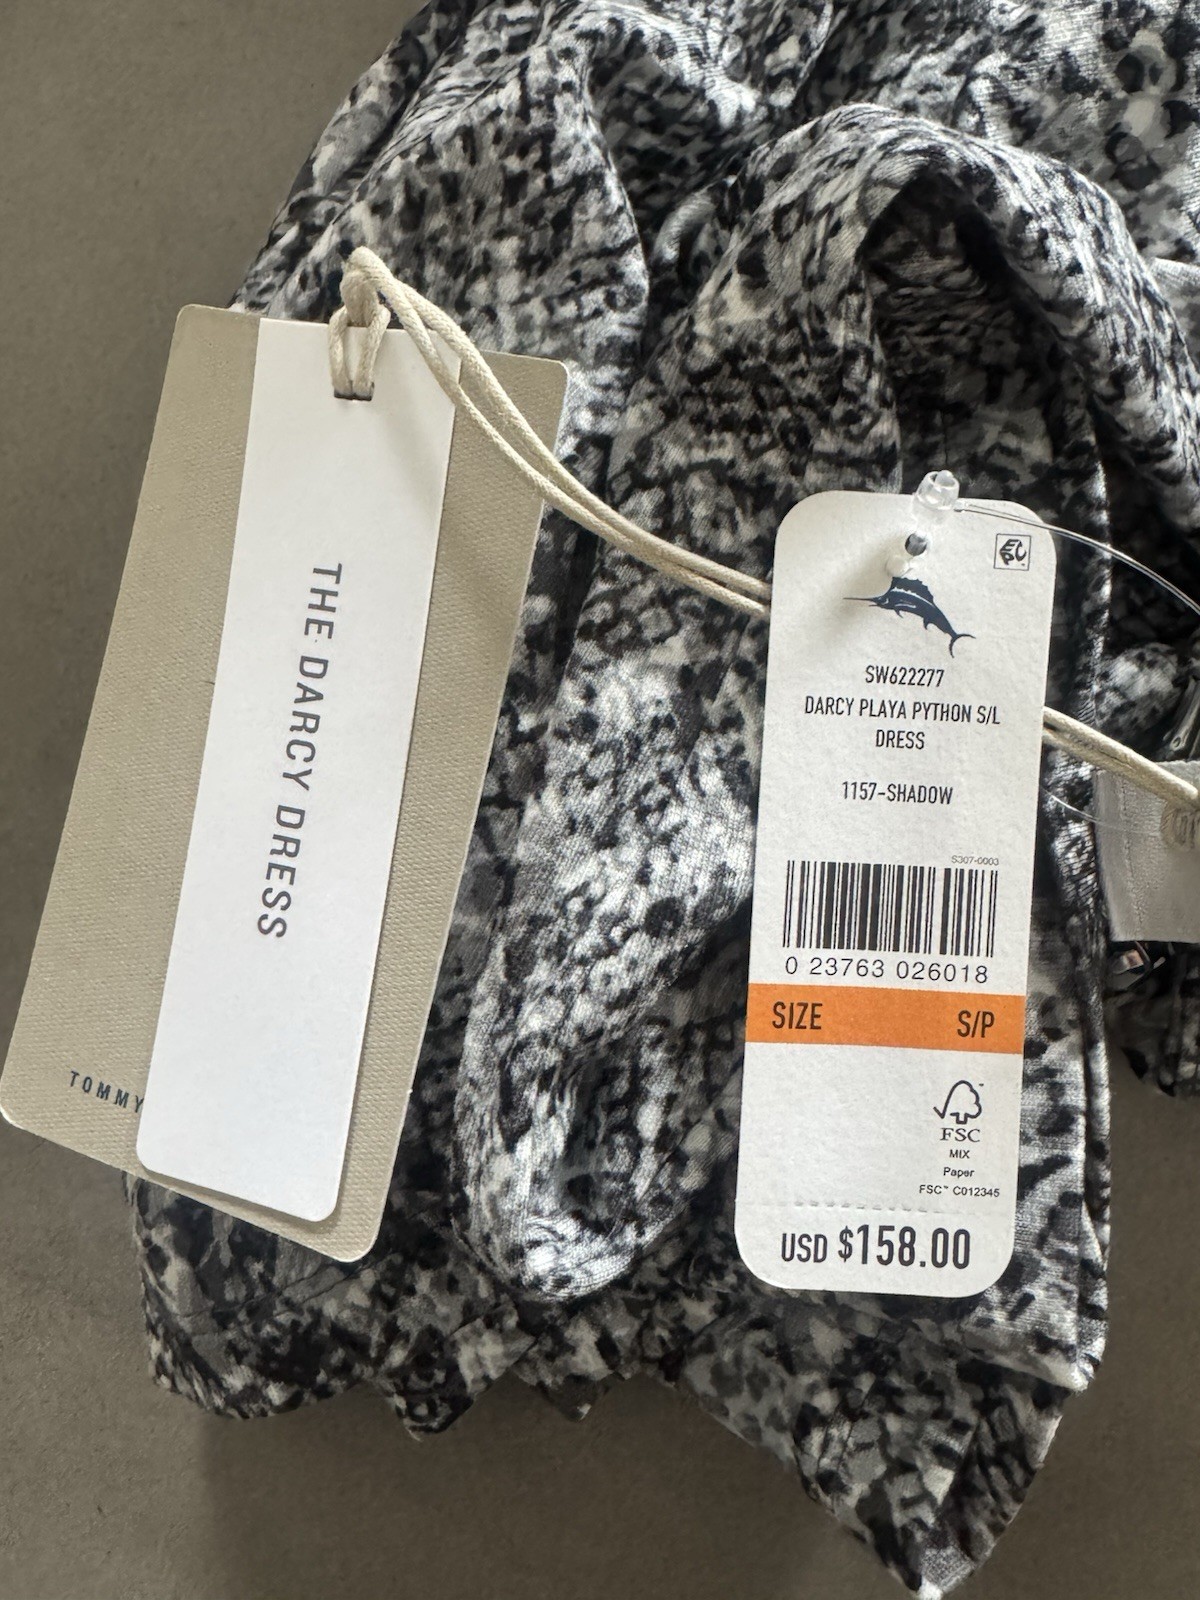 THE DARCY DRESS
TOMMY
EPC
SW622277
DARCY PLAYA PYTHON S/L
DRESS
1157-SHADOW
S307-0003
0 23763 026018
SIZE S/P
FSC
MIX
Paper
FSC™ C012345
USD $158.00